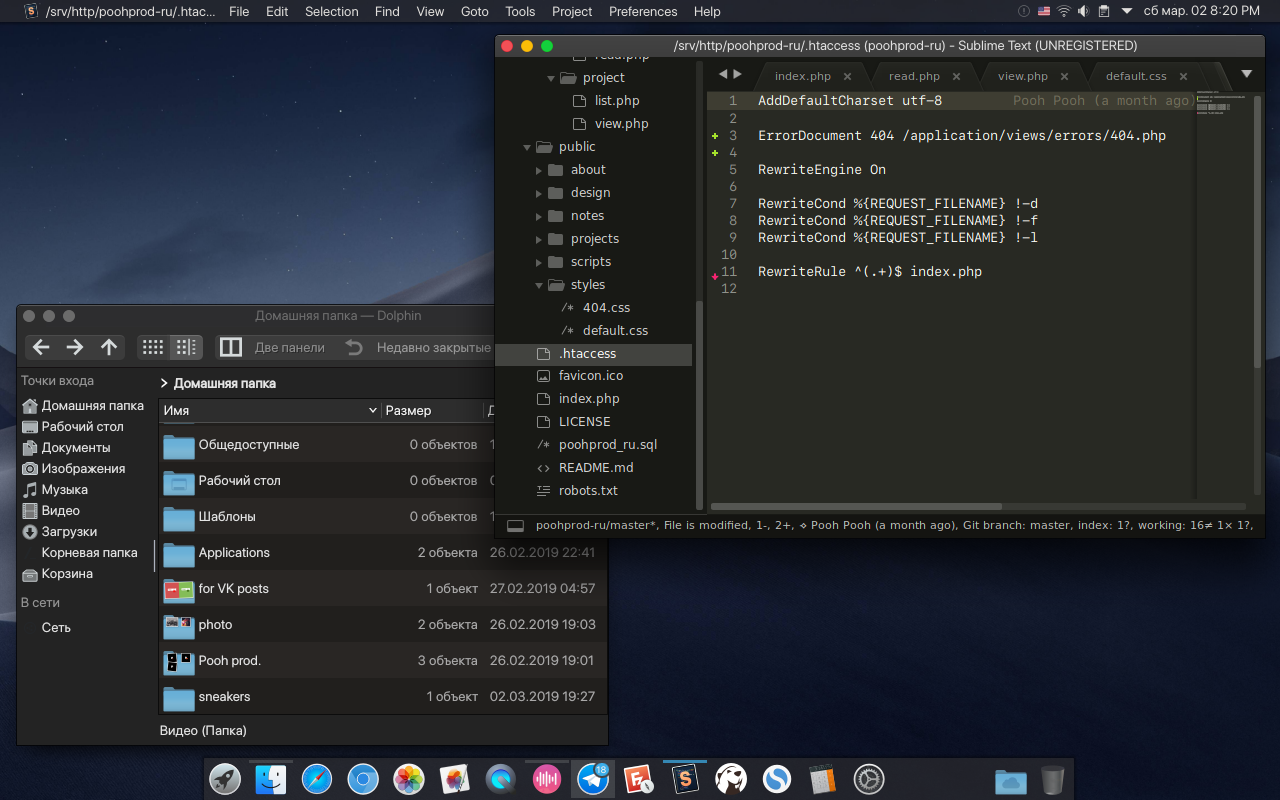 /srv/http/poohprod-ru/.htac... File Edit Selection Find View Goto Tools Project Preferences Help сб мар. 02 8:20 PM
/srv/http/poohprod-ru/.htaccess (poohprod-ru) - Sublime Text (UNREGISTERED)
read.php
project
list.php
view.php
public
about
design
notes
projects
scripts
styles
/* 404.css
/* default.css
.htaccess
favicon.ico
index.php
LICENSE
/* poohprod_ru.sql
<> README.md
robots.txt
index.php × read.php × view.php × default.css ×
1 AddDefaultCharset utf-8 Pooh Pooh (a month ago)
2
3 ErrorDocument 404 /application/views/errors/404.php
4
5 RewriteEngine On
6
7 RewriteCond %{REQUEST_FILENAME} !-d
8 RewriteCond %{REQUEST_FILENAME} !-f
9 RewriteCond %{REQUEST_FILENAME} !-l
10
11 RewriteRule ^(.+)$ index.php
12
poohprod-ru/master*, File is modified, 1-, 2+, ⋄ Pooh Pooh (a month ago), Git branch: master, index: 1?, working: 16≠ 1× 1?,
Домашняя папка — Dolphin
Две панели Недавно закрытые
Точки входа
Домашняя папка
Рабочий стол
Документы
Изображения
Музыка
Видео
Загрузки
Корневая папка
Корзина
В сети
Сеть
> Домашняя папка
Имя Размер
Общедоступные 0 объектов
Рабочий стол 0 объектов
Шаблоны 0 объектов
Applications 2 объекта 26.02.2019 22:41
for VK posts 1 объект 27.02.2019 04:57
photo 2 объекта 26.02.2019 19:03
Pooh prod. 3 объекта 26.02.2019 19:01
sneakers 1 объект 02.03.2019 19:27
Видео (Папка)
18